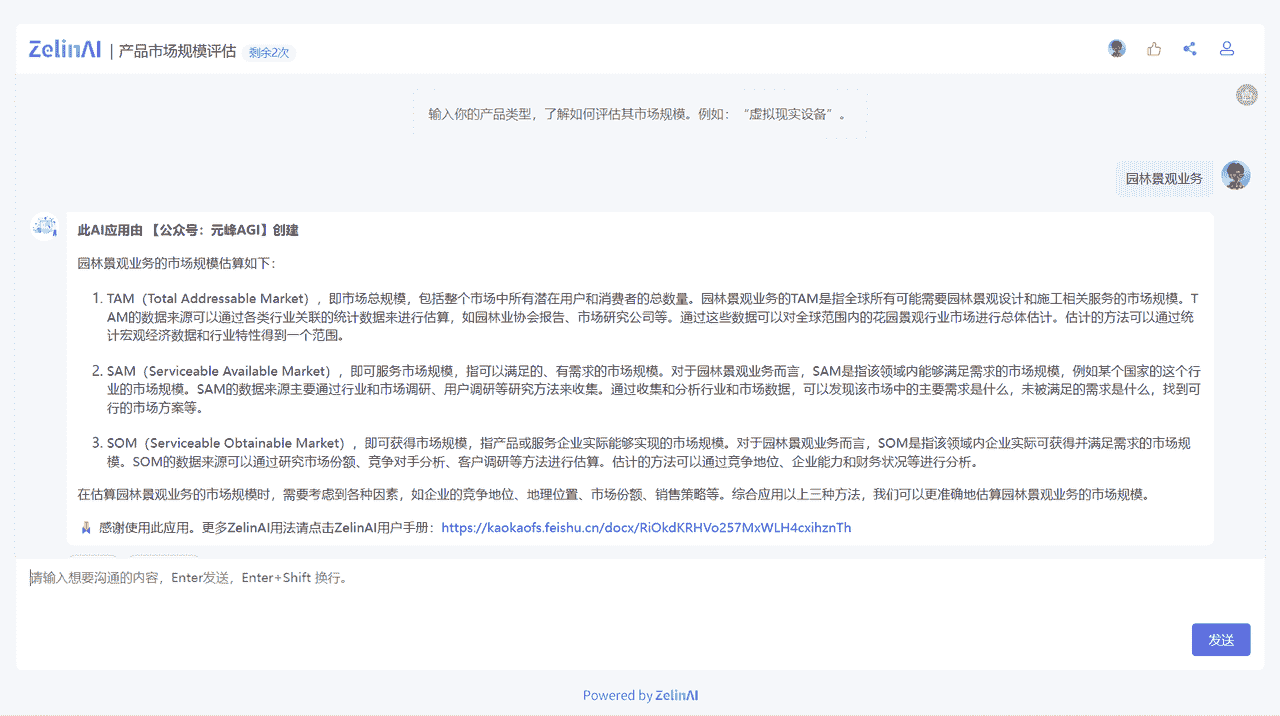 ZelinAI | 产品市场规模评估 剩余2次
输入你的产品类型，了解如何评估其市场规模。例如：“虚拟现实设备”。
园林景观业务
此AI应用由 【公众号：元峰AGI】创建
园林景观业务的市场规模估算如下：
1. TAM（Total Addressable Market），即市场总规模，包括整个市场中所有潜在用户和消费者的总数量。园林景观业务的TAM是指全球所有可能需要园林景观设计和施工相关服务的市场规模。T
AM的数据来源可以通过各类行业关联的统计数据来进行估算，如园林业协会报告、市场研究公司等。通过这些数据可以对全球范围内的花园景观行业市场进行总体估计。估计的方法可以通过统
计宏观经济数据和行业特性得到一个范围。
2. SAM（Serviceable Available Market），即可服务市场规模，指可以满足的、有需求的市场规模。对于园林景观业务而言，SAM是指该领域内能够满足需求的市场规模，例如某个国家的这个行
业的市场规模。SAM的数据来源主要通过行业和市场调研、用户调研等研究方法来收集。通过收集和分析行业和市场数据，可以发现该市场中的主要需求是什么，未被满足的需求是什么，找到可
行的市场方案等。
3. SOM（Serviceable Obtainable Market），即可获得市场规模，指产品或服务企业实际能够实现的市场规模。对于园林景观业务而言，SOM是指该领域内企业实际可获得并满足需求的市场规
模。SOM的数据来源可以通过研究市场份额、竞争对手分析、客户调研等方法进行估算。估计的方法可以通过竞争地位、企业能力和财务状况等进行分析。
在估算园林景观业务的市场规模时，需要考虑到各种因素，如企业的竞争地位、地理位置、市场份额、销售策略等。综合应用以上三种方法，我们可以更准确地估算园林景观业务的市场规模。
感谢使用此应用。更多ZelinAI用法请点击ZelinAI用户手册：https://kaokaofs.feishu.cn/docx/RiOkdKRHVo257MxWLH4cxihznTh
请输入想要沟通的内容，Enter发送，Enter+Shift 换行。
发送
Powered by ZelinAI